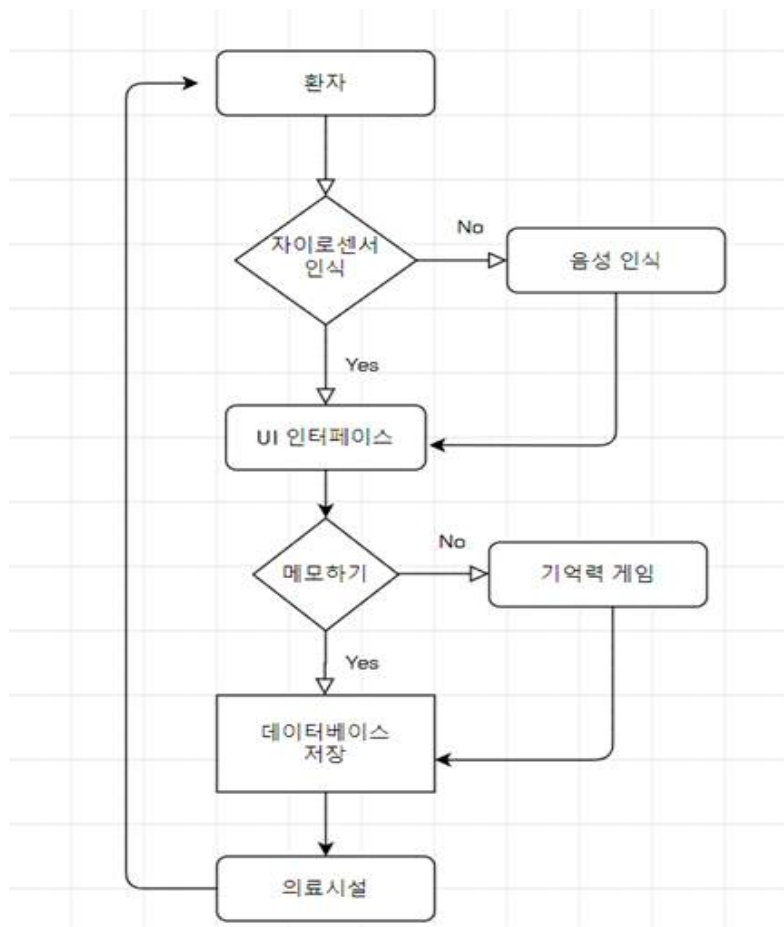 환자
자이로센서
인식
No
음성 인식
Yes
UI 인터페이스
메모하기
No
기억력 게임
Yes
데이터베이스
저장
의료시설